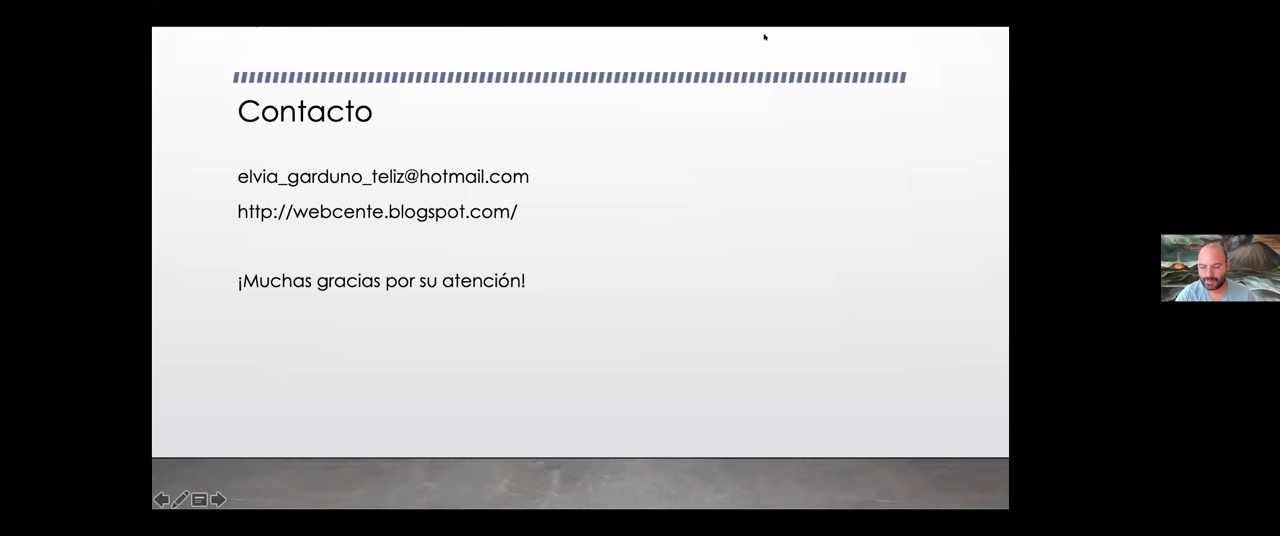 Contacto
elvia_garduno_teliz@hotmail.com
http://webcente.blogspot.com/
¡Muchas gracias por su atención!